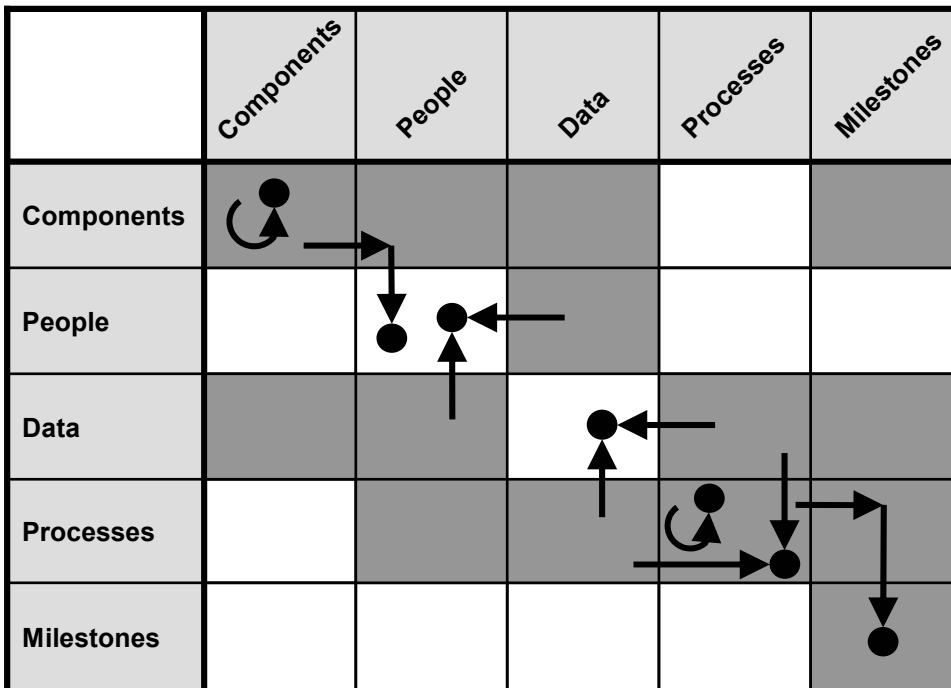 Components
People
Data
Processes
Milestones
Components
People
Data
Processes
Milestones